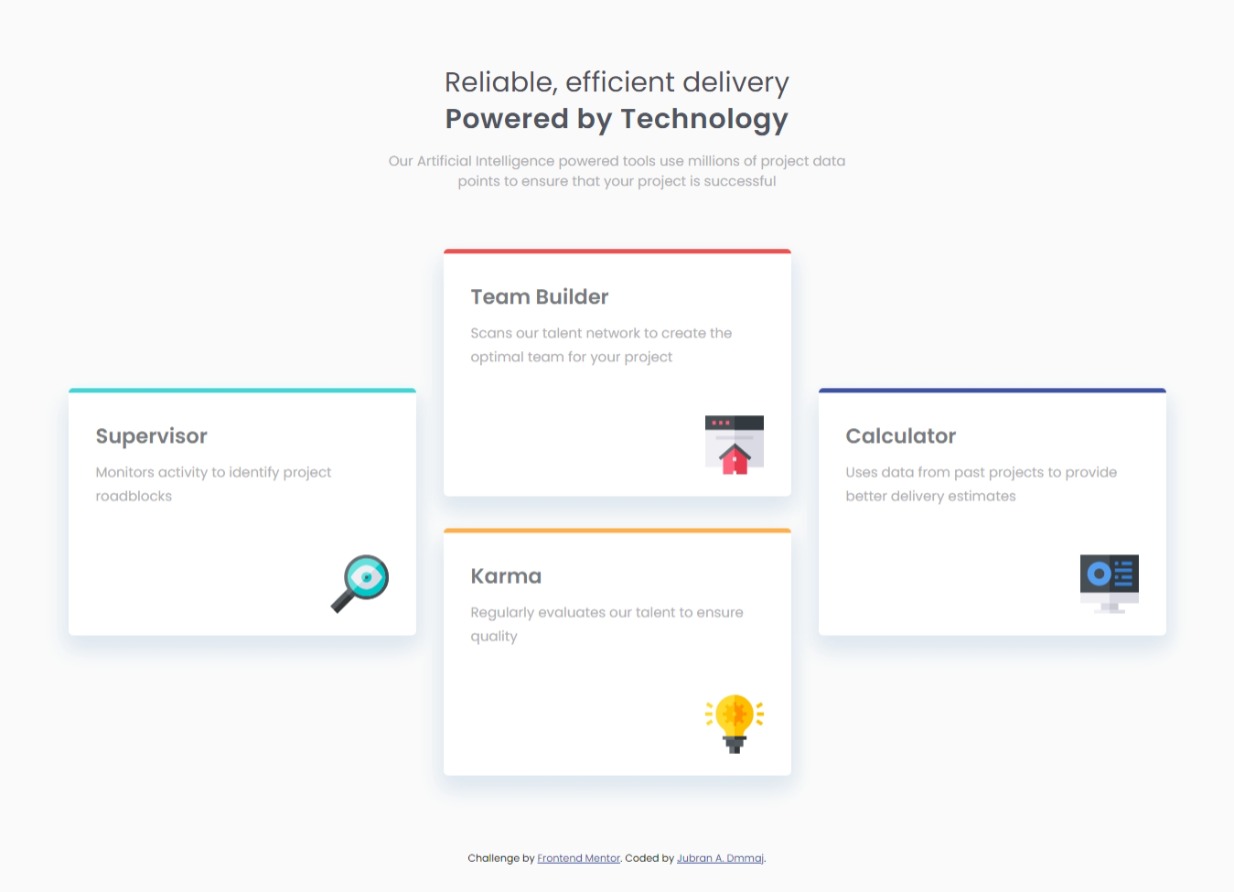 Reliable, efficient delivery
Powered by Technology
Our Artificial Intelligence powered tools use millions of project data
points to ensure that your project is successful
Supervisor
Monitors activity to identify project
roadblocks
Team Builder
Scans our talent network to create the
optimal team for your project
Karma
Regularly evaluates our talent to ensure
quality
Calculator
Uses data from past projects to provide
better delivery estimates
Challenge by Frontend Mentor. Coded by Jubran A. Dmmaj.